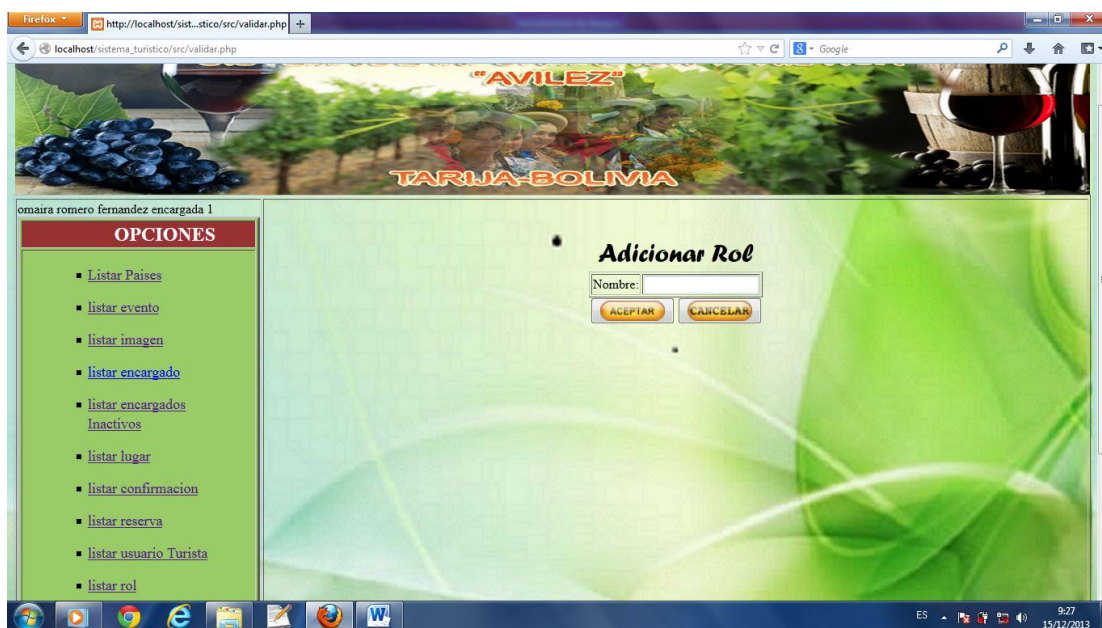 Firefox
http://localhost/sist...stico/src/validar.php
localhost/sistema_turistico/src/validar.php
Google
"AVILEZ"
TARIJA-BOLIVIA
omaira romero fernandez encargada 1
OPCIONES
Listar Paises
listar evento
listar imagen
listar encargado
listar encargados
Inactivos
listar lugar
listar confirmacion
listar reserva
listar usuario Turista
listar rol
Adicionar Rol
Nombre:
ACEPTAR CANCELAR
ES
9:27
15/12/2013